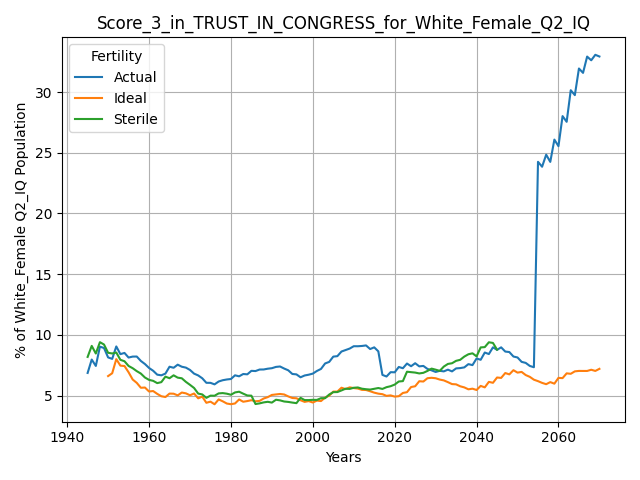 Score_3_in_TRUST_IN_CONGRESS_for_White_Female_Q2_IQ
Fertility
Actual
Ideal
Sterile
% of White_Female Q2_IQ Population
30
25
20
15
10
5
1940 1960 1980 2000 2020 2040 2060
Years